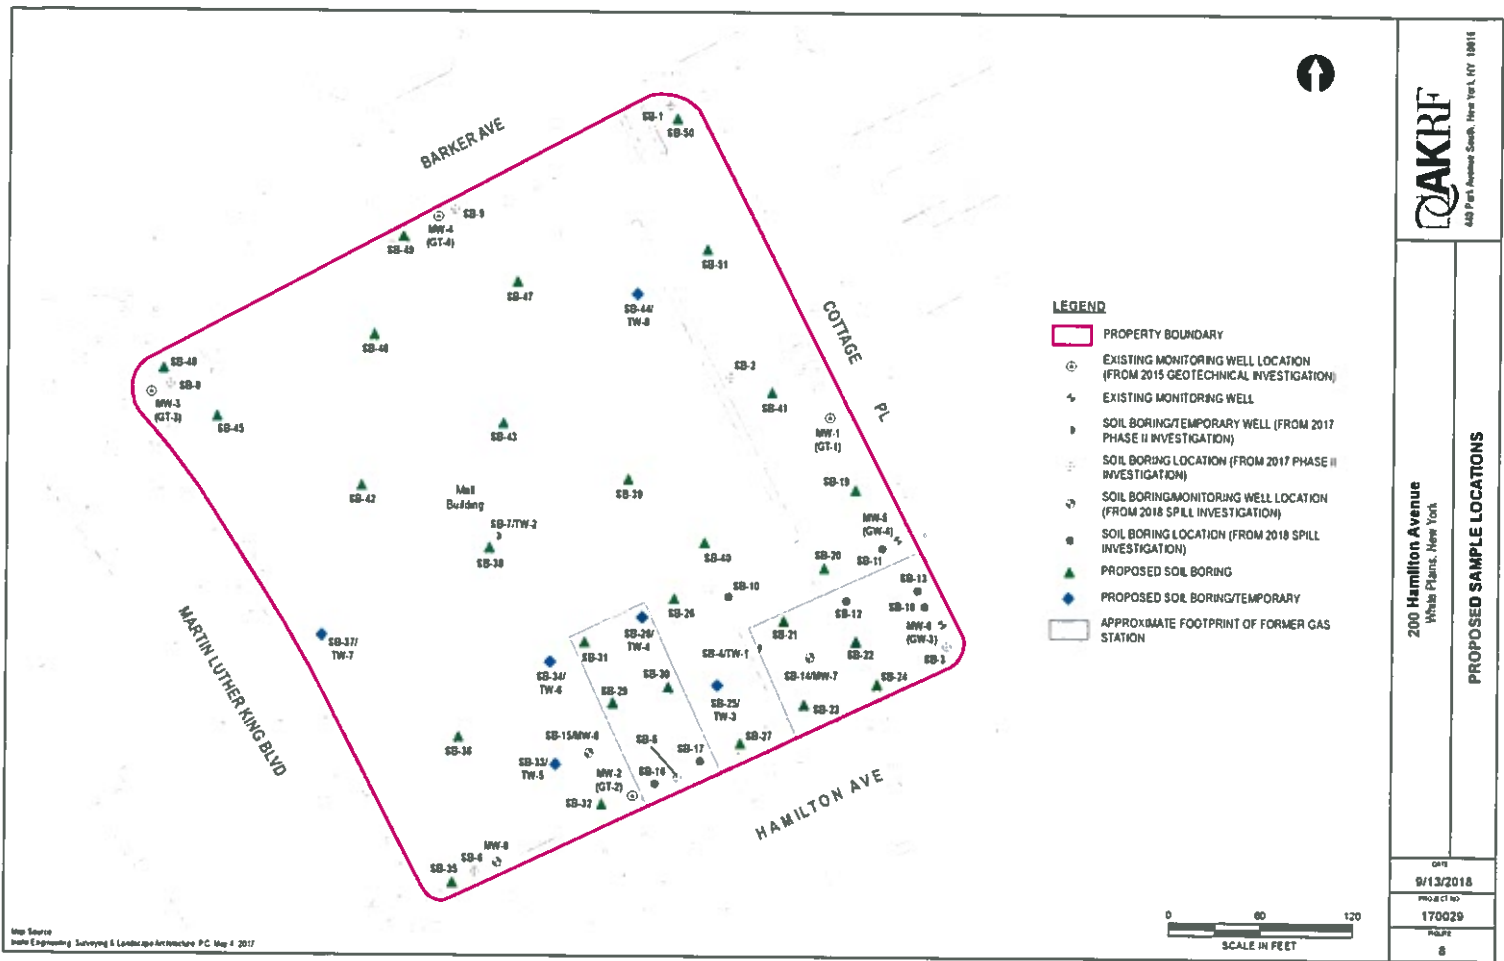 BARKER AVE
COTTAGE
PL
HAMILTON AVE
MARTIN LUTHER KING BLVD
SB-1
SB-50
SB-9
MW-4
(GT-4)
SB-49
SB-51
SB-47
SB-44/
TW-8
SB-46
SB-48
SB-8
MW-3
(GT-3)
SB-45
SB-2
SB-41
MW-1
(GT-1)
SB-43
SB-42
Mall
Building
SB-39
SB-19
SB-7/TW-2
SB-38
MW-5
(GW-4)
SB-11
SB-40
SB-20
SB-10
SB-13
SB-12
SB-18
SB-26
MW-6
(GW-3)
SB-3
SB-37/
TW-7
SB-31
TW-4
SB-21
SB-4/TW-1
SB-22
SB-34/
TW-6
SB-30
SB-14/MW-7
SB-24
SB-29
SB-25/
TW-3
SB-23
SB-36
SB-15/MW-8
SB-27
SB-33/
TW-5
SB-17
MW-2
(GT-2)
SB-16
SB-32
SB-6
SB-35
LEGEND
PROPERTY BOUNDARY
EXISTING MONITORING WELL LOCATION
(FROM 2015 GEOTECHNICAL INVESTIGATION)
EXISTING MONITORING WELL
SOIL BORING/TEMPORARY WELL (FROM 2017
PHASE II INVESTIGATION)
SOIL BORING LOCATION (FROM 2017 PHASE II
INVESTIGATION)
SOIL BORING/MONITORING WELL LOCATION
(FROM 2018 SPILL INVESTIGATION)
SOIL BORING LOCATION (FROM 2018 SPILL
INVESTIGATION)
PROPOSED SOIL BORING
PROPOSED SOIL BORING/TEMPORARY
APPROXIMATE FOOTPRINT OF FORMER GAS
STATION
0 60 120
SCALE IN FEET
Map Source
Engineering, Surveying & Landscape Architecture P.C. May 4 2017
AKRF
440 Park Avenue South, New York, NY 10016
200 Hamilton Avenue
White Plains, New York
PROPOSED SAMPLE LOCATIONS
DATE
9/13/2018
PROJECT NO
170029
FIGURE